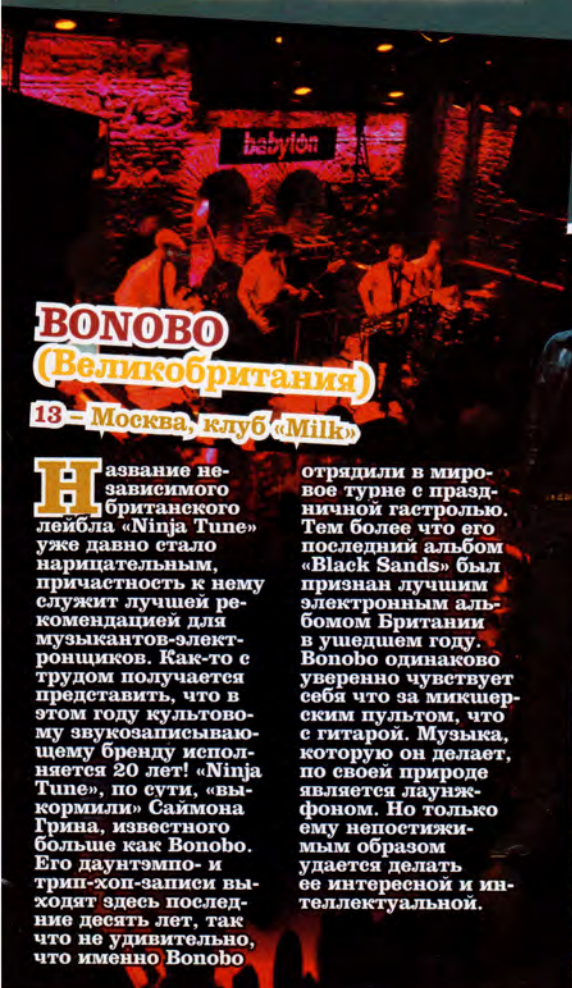 babylon
BONOBO
(Великобритания)
13 – Москва, клуб «Milk»
Название не-
зависимого
британского
лейбла «Ninja Tune»
уже давно стало
нарицательным,
причастность к нему
служит лучшей ре-
комендацией для
музыкантов-элект-
ронщиков. Как-то с
трудом получается
представить, что в
этом году культово-
му звукозаписываю-
щему бренду испол-
няется 20 лет! «Ninja
Tune», по сути, «вы-
кормили» Саймона
Грина, известного
больше как Bonobo.
Его даунтэмпо- и
трип-хоп-записи вы-
ходят здесь послед-
ние десять лет, так
что не удивительно,
что именно Bonobo
отрядили в миро-
вое турне с празд-
ничной гастролью.
Тем более что его
последний альбом
«Black Sands» был
признан лучшим
электронным аль-
бомом Британии
в ушедшем году.
Bonobo одинаково
уверенно чувствует
себя что за микшер-
ским пультом, что
с гитарой. Музыка,
которую он делает,
по своей природе
является лаунж-
фоном. Но только
ему непостижи-
мым образом
удается делать
ее интересной и ин-
теллектуальной.